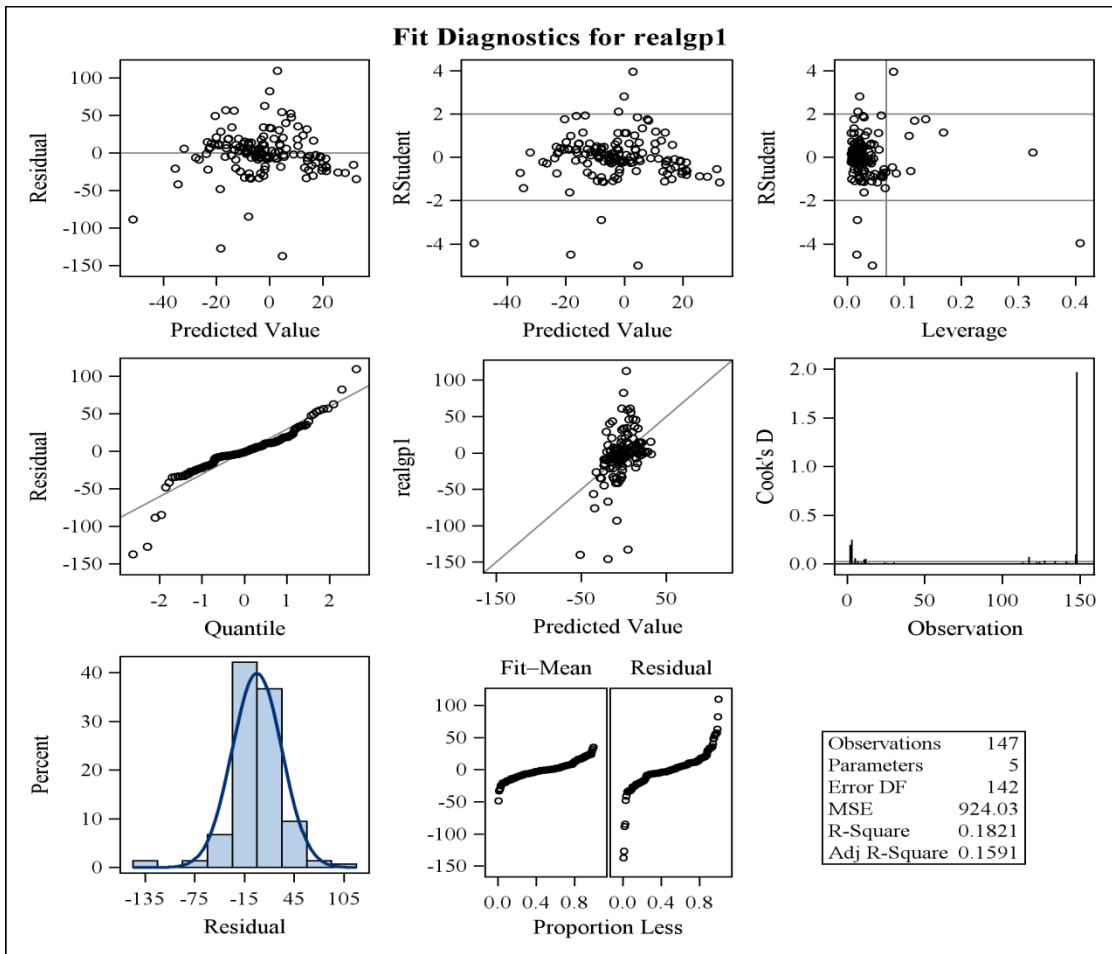 Fit Diagnostics for realgp1
Residual
100
50
0
-50
-100
-150
-40 -20 0 20
Predicted Value
RStudent
4
2
0
-2
-4
-40 -20 0 20
Predicted Value
RStudent
4
2
0
-2
-4
0.0 0.1 0.2 0.3 0.4
Leverage
Residual
100
50
0
-50
-100
-150
-2 -1 0 1 2
Quantile
realgp1
100
50
0
-50
-100
-150
-150 -50 50
Predicted Value
Cook's D
2.0
1.5
1.0
0.5
0.0
0 50 100 150
Observation
Percent
40
30
20
10
0
-135 -75 -15 45 105
Residual
Fit–Mean Residual
100
50
0
-50
-100
-150
0.0 0.4 0.8 0.0 0.4 0.8
Proportion Less
Observations 147
Parameters 5
Error DF 142
MSE 924.03
R-Square 0.1821
Adj R-Square 0.1591